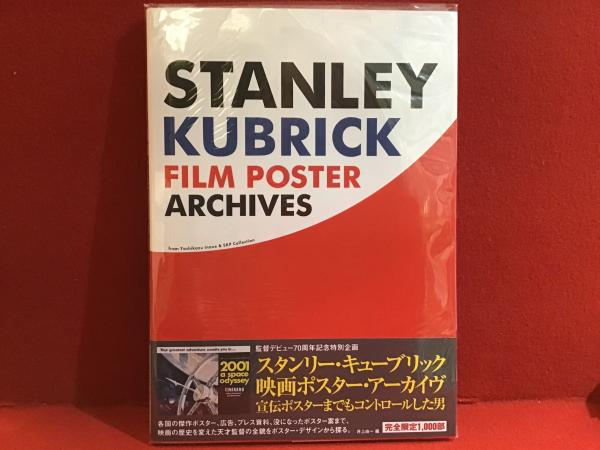 STANLEY
KUBRICK
FILM POSTER
ARCHIVES
from Yoshikazu Inoue & SAP Collection
監督デビュー70周年記念特別企画
スタンリー・キューブリック
映画ポスター・アーカイヴ
宣伝ポスターまでもコントロールした男
2001
a space
odyssey
CINERAMA
各国の傑作ポスター、広告、プレス資料、没になったポスター案まで、
映画の歴史を変えた天才監督の全貌をポスター・デザインから探る。
井上由一 編
完全限定1,000部